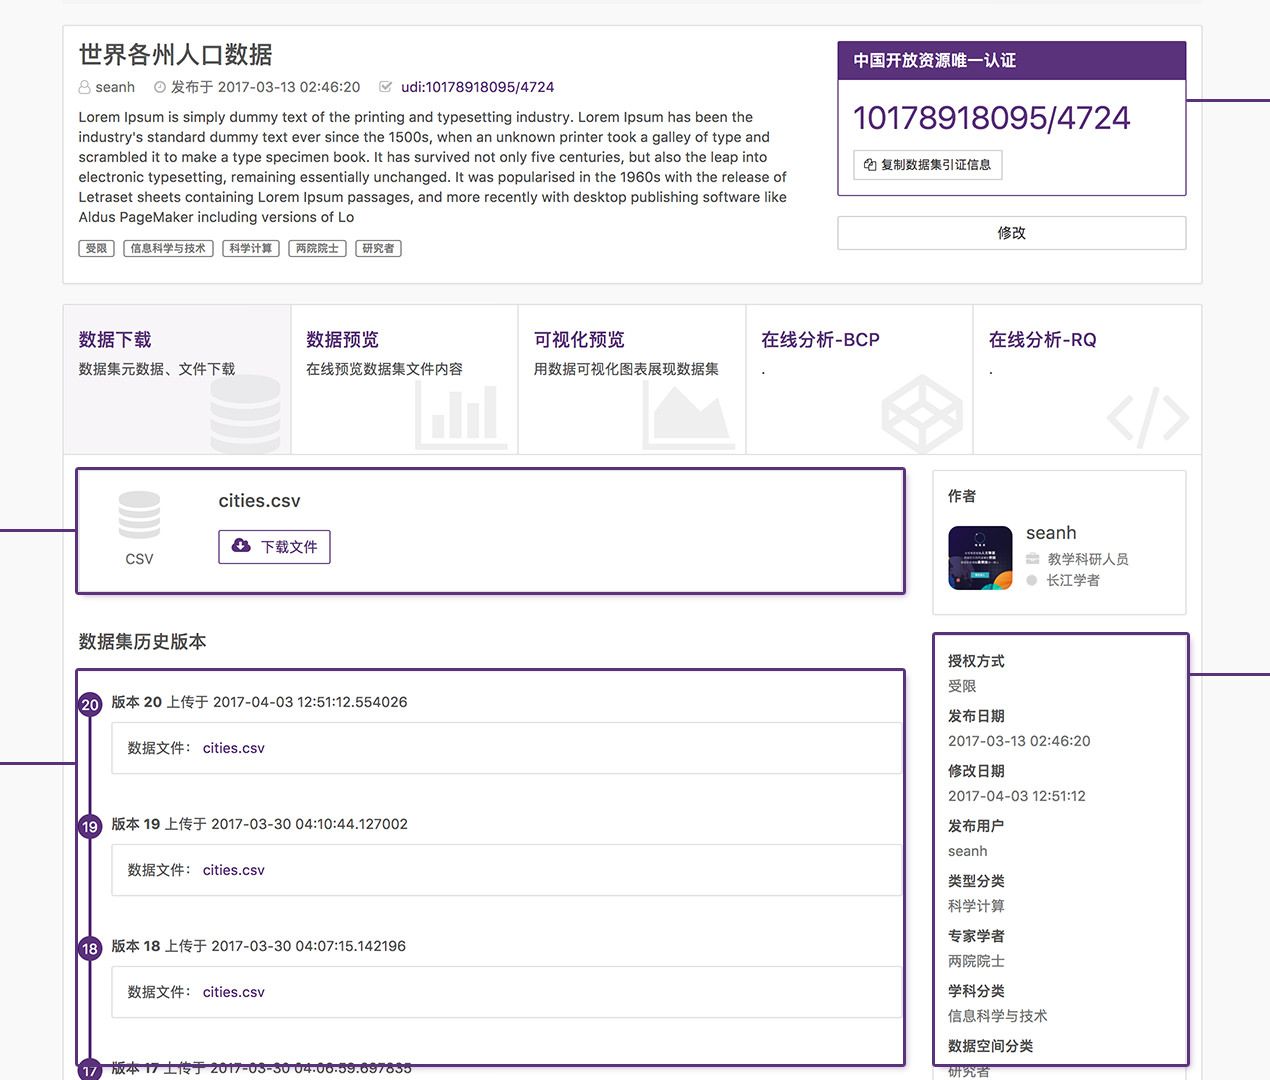 世界各州人口数据
seanh 发布于 2017-03-13 02:46:20 udi:10178918095/4724
Lorem Ipsum is simply dummy text of the printing and typesetting industry. Lorem Ipsum has been the
industry's standard dummy text ever since the 1500s, when an unknown printer took a galley of type and
scrambled it to make a type specimen book. It has survived not only five centuries, but also the leap into
electronic typesetting, remaining essentially unchanged. It was popularised in the 1960s with the release of
Letraset sheets containing Lorem Ipsum passages, and more recently with desktop publishing software like
Aldus PageMaker including versions of Lo
受限 信息科学与技术 科学计算 两院院士 研究者
中国开放资源唯一认证
10178918095/4724
复制数据集引证信息
修改
数据下载
数据集元数据、文件下载
数据预览
在线预览数据集文件内容
可视化预览
用数据可视化图表展现数据集
在线分析-BCP
.
在线分析-RQ
.
CSV
cities.csv
下载文件
数据集历史版本
20 版本 20 上传于 2017-04-03 12:51:12.554026
数据文件： cities.csv
19 版本 19 上传于 2017-03-30 04:10:44.127002
数据文件： cities.csv
18 版本 18 上传于 2017-03-30 04:07:15.142196
数据文件： cities.csv
17 版本 17 上传于 2017-03-30 04:06:59.697835
作者
seanh
教学科研人员
长江学者
授权方式
受限
发布日期
2017-03-13 02:46:20
修改日期
2017-04-03 12:51:12
发布用户
seanh
类型分类
科学计算
专家学者
两院院士
学科分类
信息科学与技术
数据空间分类
研究者